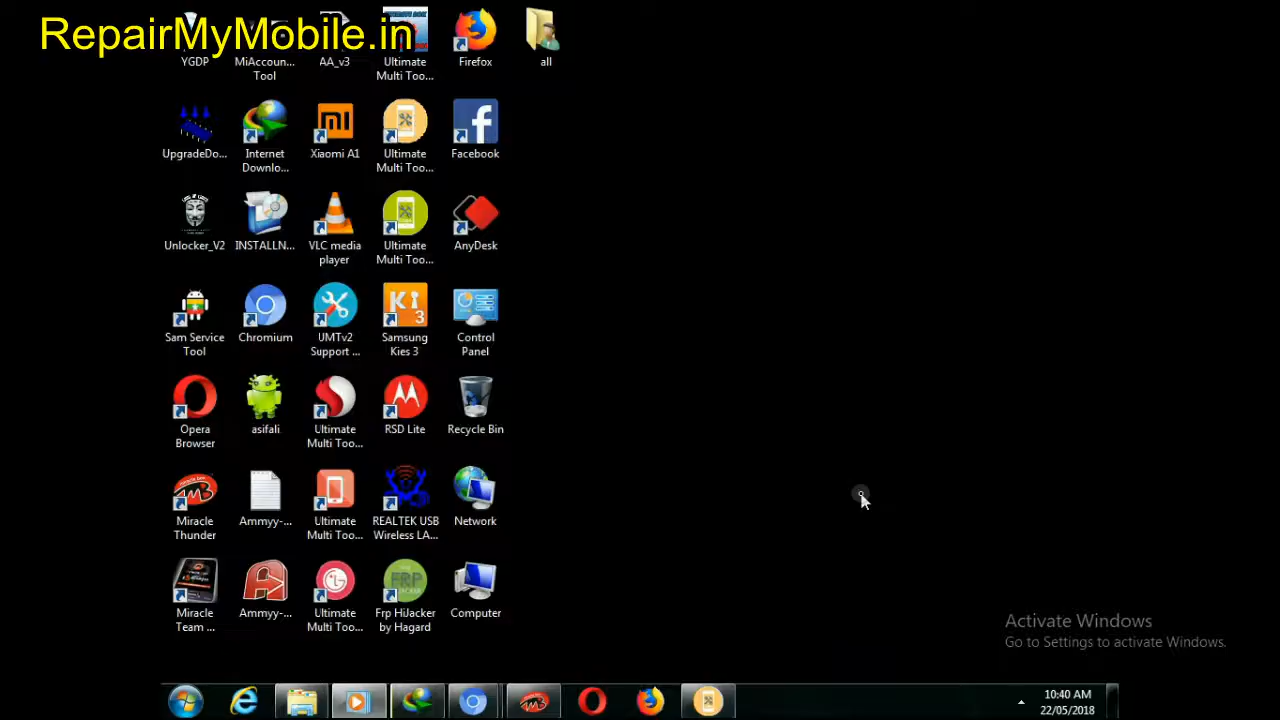 RepairMyMobile.in
YGDP
MiAccoun...
Tool
AA_v3
Ultimate
Multi Too...
Firefox
all
UpgradeDo...
Internet
Downlo...
Xiaomi A1
Ultimate
Multi Too...
Facebook
Unlocker_V2
INSTALLN...
VLC media
player
Ultimate
Multi Too...
AnyDesk
Sam Service
Tool
Chromium
UMTv2
Support ...
Samsung
Kies 3
Control
Panel
Opera
Browser
asifali
Ultimate
Multi Too...
RSD Lite
Recycle Bin
Miracle
Thunder
Ammyy-...
Ultimate
Multi Too...
REALTEK USB
Wireless LA...
Network
Miracle
Team ...
Ammyy-...
Ultimate
Multi Too...
Frp HiJacker
by Hagard
Computer
Activate Windows
Go to Settings to activate Windows.
10:40 AM
22/05/2018